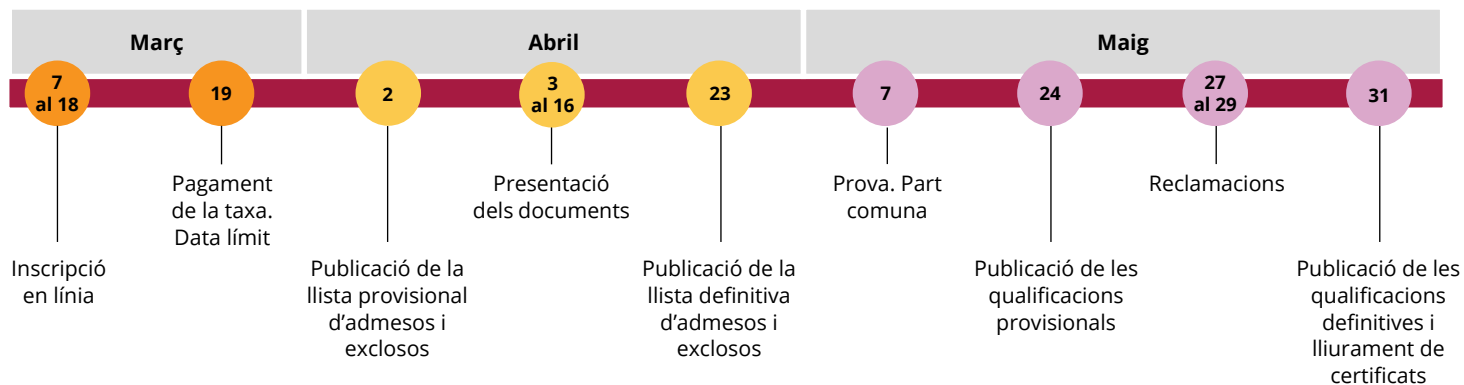 Març
Abril
Maig
7
al 18
19
2
3
al 16
23
7
24
27
al 29
31
Inscripció
en línia
Pagament
de la taxa.
Data límit
Publicació de la
llista provisional
d'admesos i
exclosos
Presentació
dels documents
Publicació de la
llista definitiva
d'admesos i
exclosos
Prova. Part
comuna
Publicació de les
qualificacions
provisionals
Reclamacions
Publicació de les
qualificacions
definitives i
lliurament de
certificats